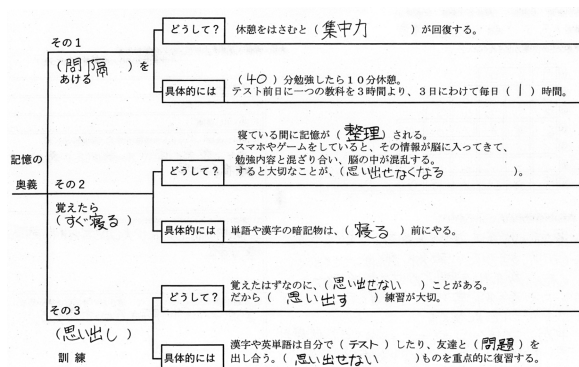 記憶の
奥義
その1
(間隔)を
あける
どうして?
休憩をはさむと(集中力)が回復する。
具体的には
(40)分勉強したら10分休憩。
テスト前日に一つの教科を3時間より、3日にわけて毎日(1)時間。
その2
覚えたら
(すぐ寝る)
どうして?
寝ている間に記憶が(整理)される。
スマホやゲームをしていると、その情報が脳に入ってきて、
勉強内容と混ざり合い、脳の中が混乱する。
すると大切なことが、(思い出せなくなる)。
具体的には
単語や漢字の暗記物は、(寝る)前にやる。
その3
(思い出し)
訓練
どうして?
覚えたはずなのに、(思い出せない)ことがある。
だから(思い出す)練習が大切。
具体的には
漢字や英単語は自分で(テスト)したり、友達と(問題)を
出し合う。(思い出せない)ものを重点的に復習する。